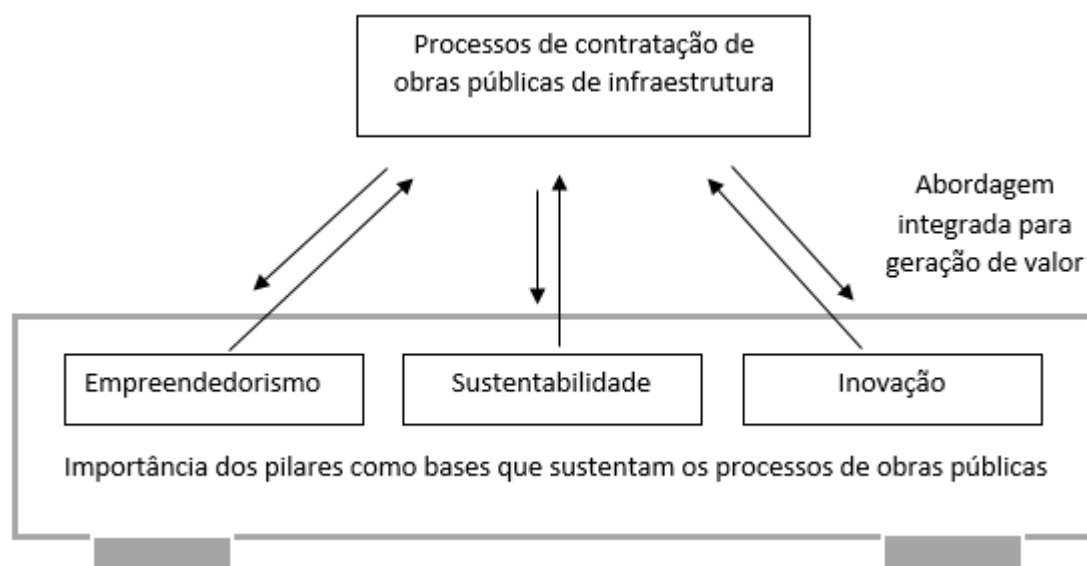 Processos de contratação de
obras públicas de infraestrutura
Abordagem
integrada para
geração de valor
Empreendedorismo
Sustentabilidade
Inovação
Importância dos pilares como bases que sustentam os processos de obras públicas